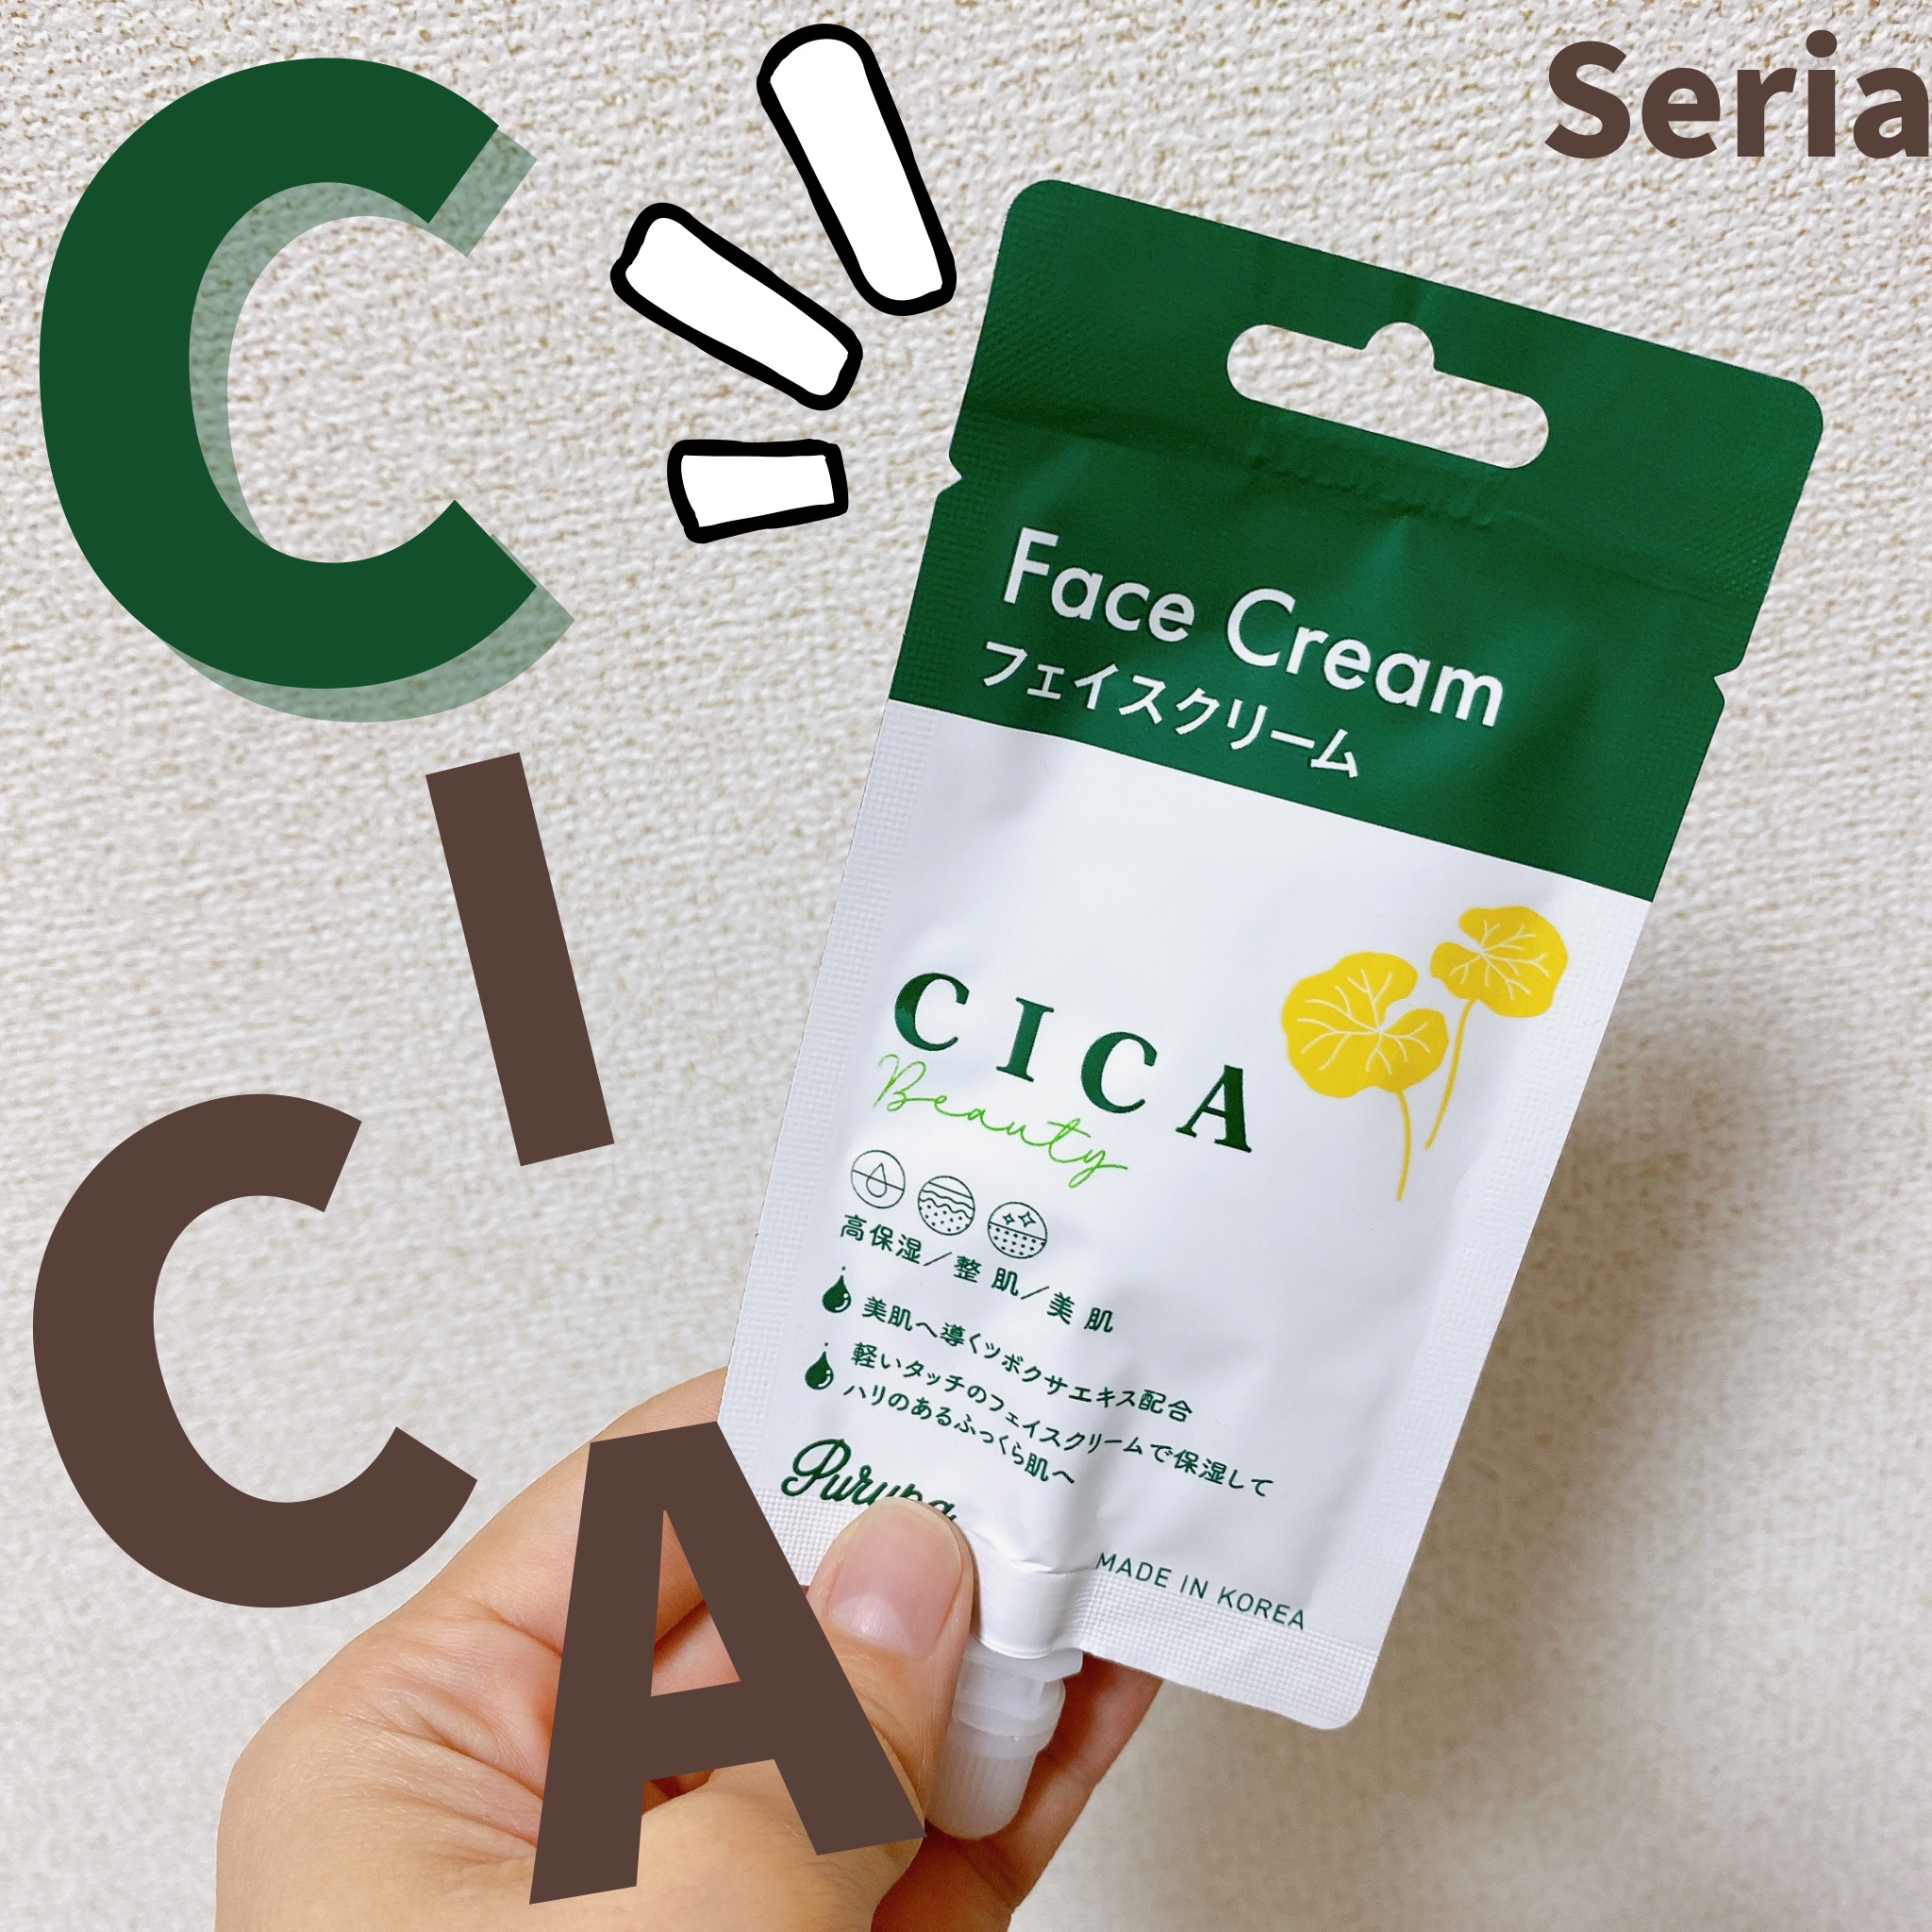 Seria
C
I
C
A
Face Cream
フェイスクリーム
CICA
Beauty
高保湿/整肌/美肌
美肌へ導くツボクサエキス配合
軽いタッチのフェイスクリームで保湿して
ハリのあるふっくら肌へ
MADE IN KOREA